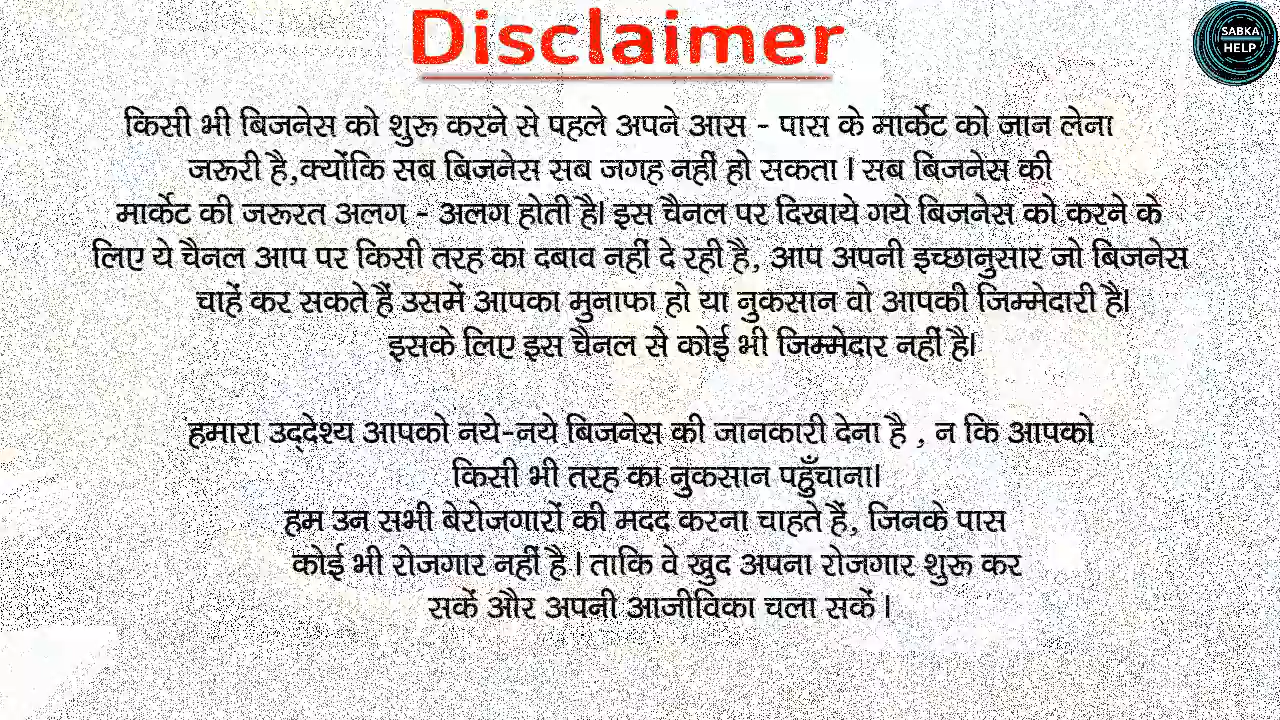 Disclaimer
SABKA
HELP
किसी भी बिजनेस को शुरू करने से पहले अपने आस - पास के मार्केट को जान लेना
जरूरी है,क्योंकि सब बिजनेस सब जगह नहीं हो सकता । सब बिजनेस की
मार्केट की जरूरत अलग - अलग होती है। इस चैनल पर दिखाये गये बिजनेस को करने के
लिए ये चैनल आप पर किसी तरह का दबाव नहीं दे रही है, आप अपनी इच्छानुसार जो बिजनेस
चाहें कर सकते हैं उसमें आपका मुनाफा हो या नुकसान वो आपकी जिम्मेदारी है।
इसके लिए इस चैनल से कोई भी जिम्मेदार नहीं है।
हमारा उद्देश्य आपको नये-नये बिजनेस की जानकारी देना है , न कि आपको
किसी भी तरह का नुकसान पहुँचाना।
हम उन सभी बेरोजगारों की मदद करना चाहते हैं, जिनके पास
कोई भी रोजगार नहीं है । ताकि वे खुद अपना रोजगार शुरू कर
सकें और अपनी आजीविका चला सकें ।